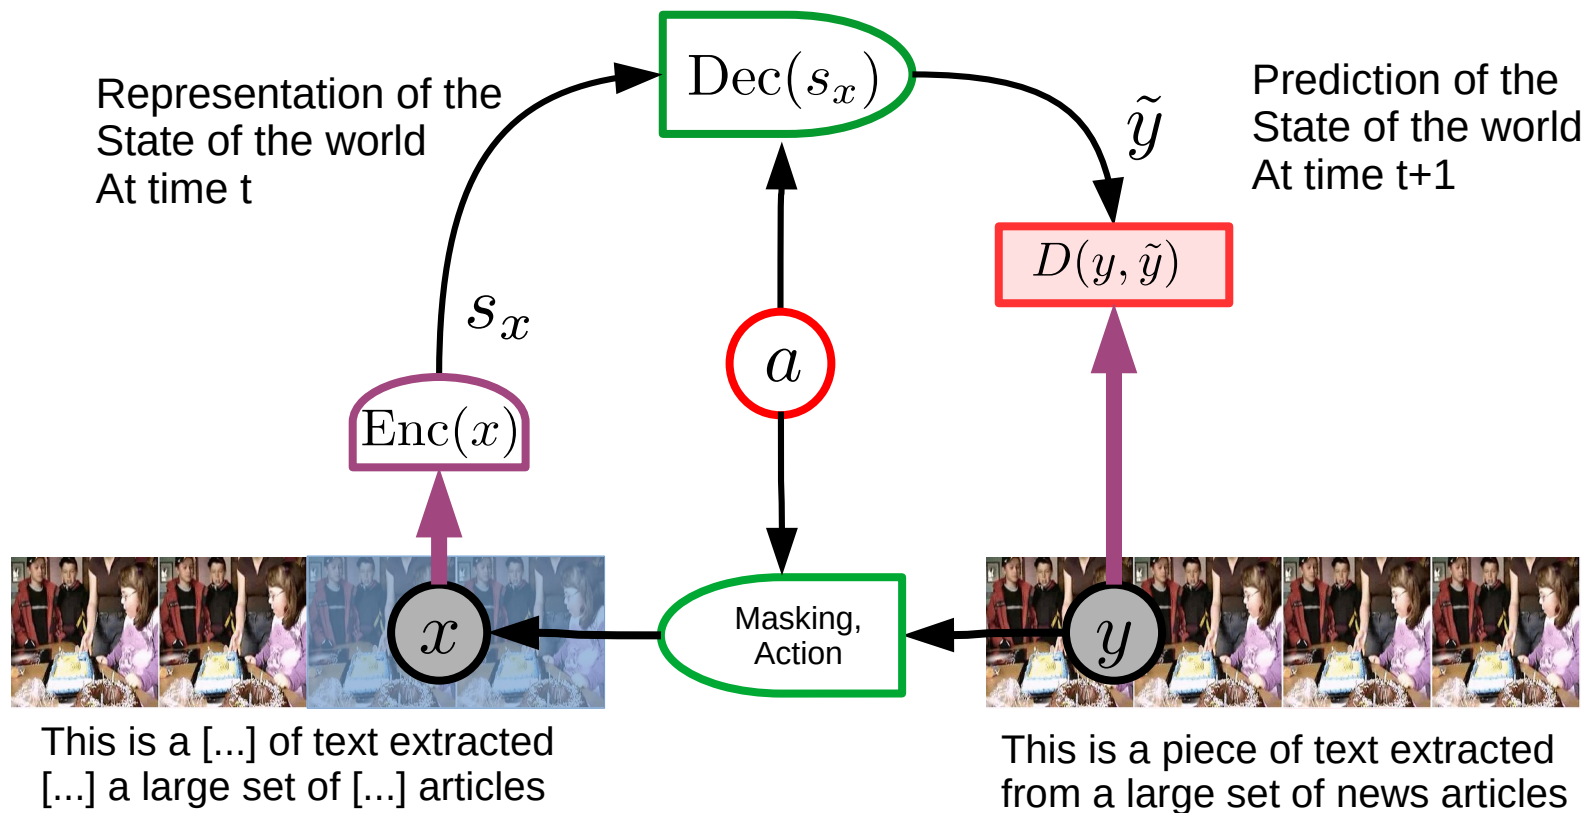 Dec(s_x)
Representation of the
State of the world
At time t
ỹ
Prediction of the
State of the world
At time t+1
D(y, ỹ)
s_x
a
Enc(x)
Masking,
Action
x
y
This is a [...] of text extracted
[...] a large set of [...] articles
This is a piece of text extracted
from a large set of news articles